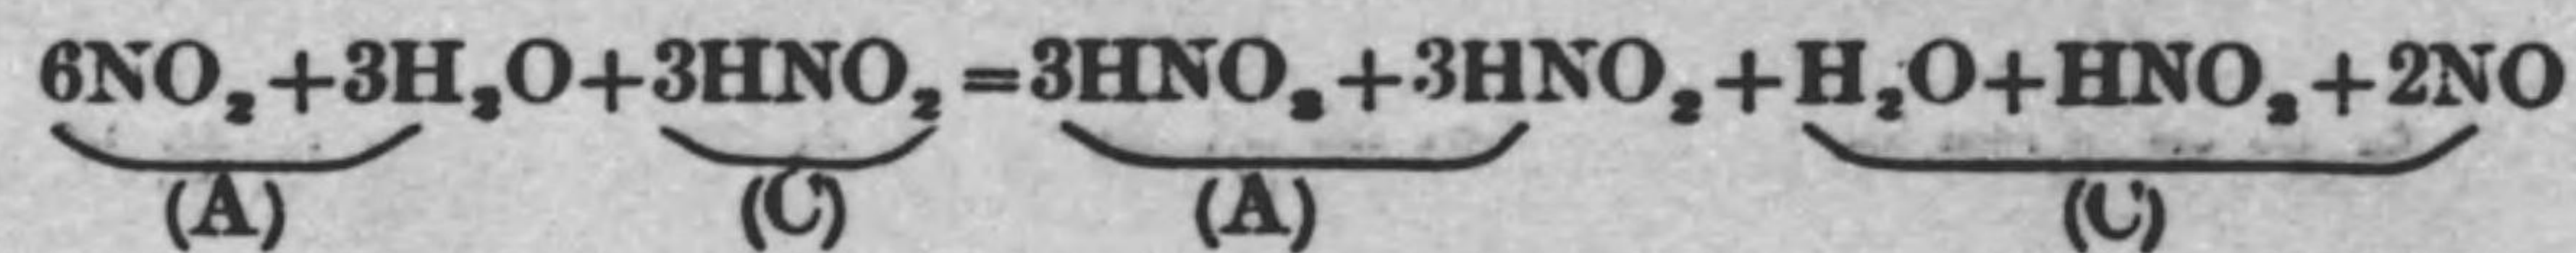 6NO₂+3H₂O+3HNO₂=3HNO₃+3HNO₂+H₂O+HNO₃+2NO
(A) (C) (A) (C)